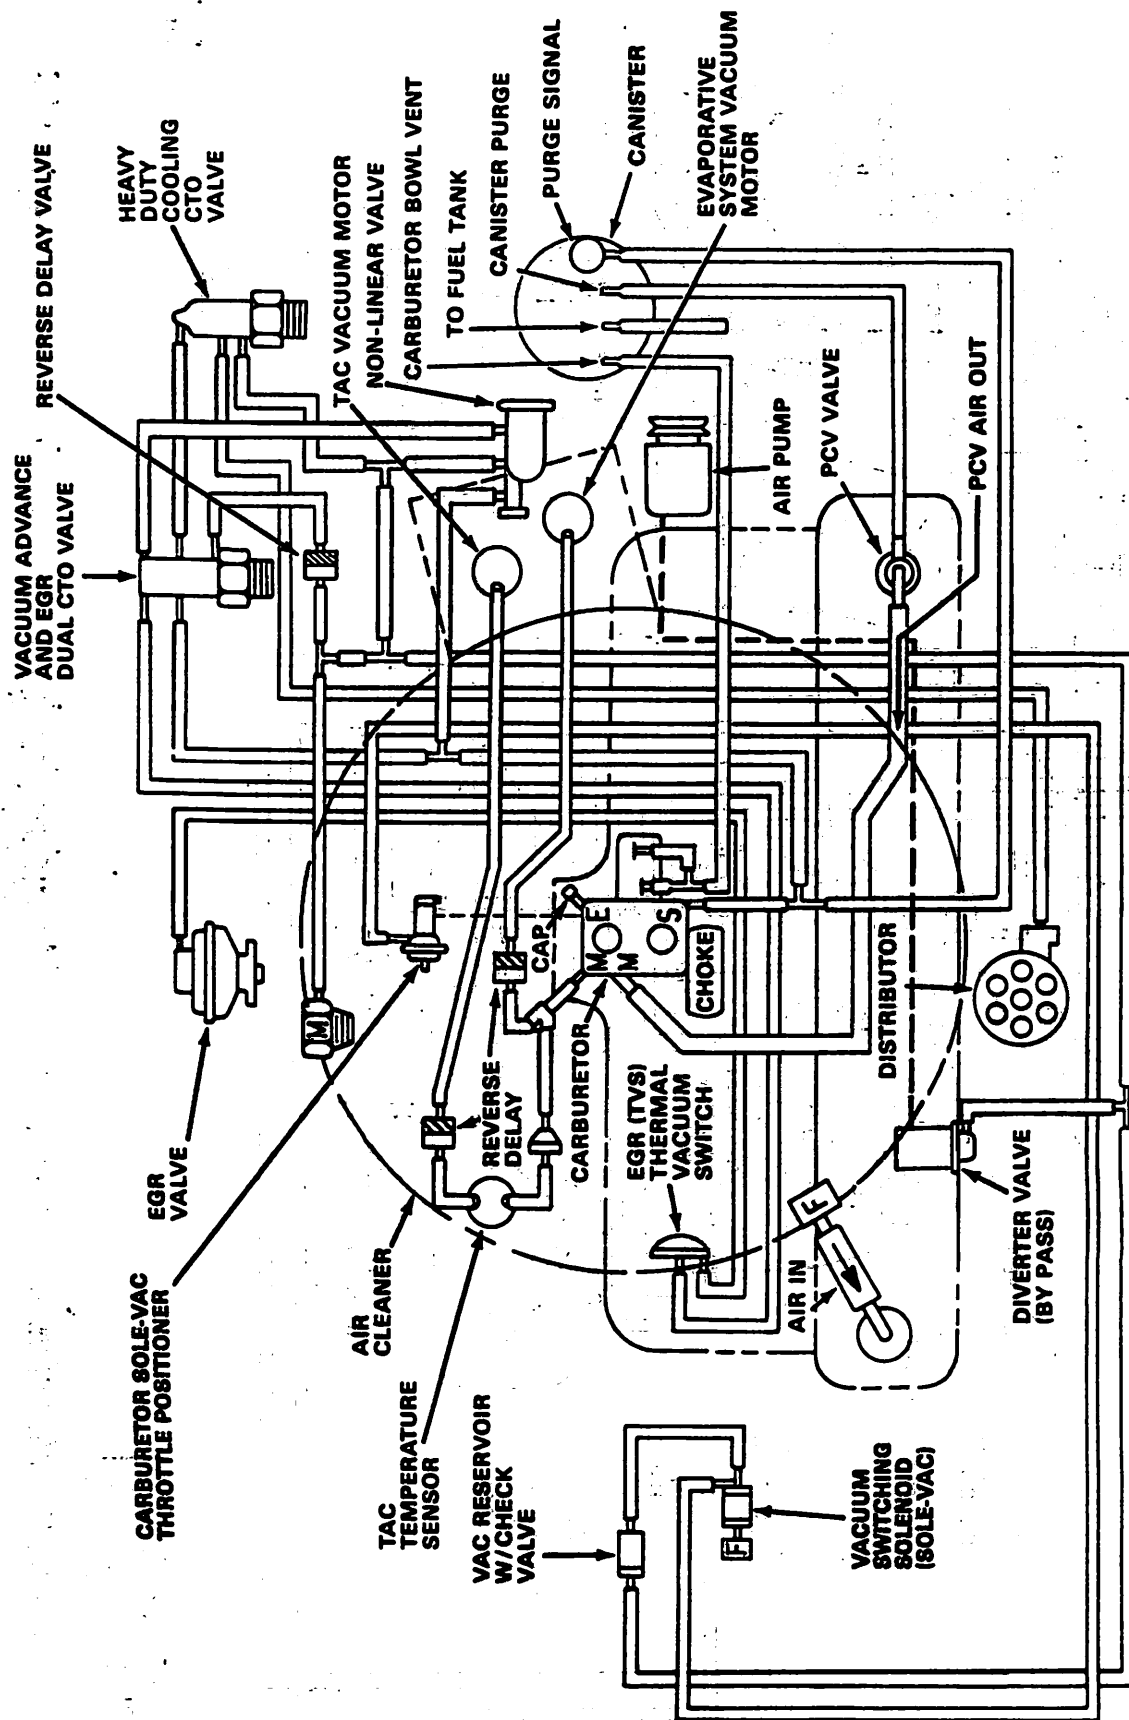 VACUUM ADVANCE
AND EGR
DUAL CTO VALVE
REVERSE DELAY VALVE
HEAVY
DUTY
COOLING
CTO
VALVE
TAC VACUUM MOTOR
NON-LINEAR VALVE
CARBURETOR BOWL VENT
TO FUEL TANK
CANISTER PURGE
PURGE SIGNAL
CANISTER
EVAPORATIVE
SYSTEM VACUUM
MOTOR
AIR PUMP
PCV VALVE
PCV AIR OUT
EGR
VALVE
M
CARBURETOR SOLE-VAC
THROTTLE POSITIONER
AIR
CLEANER
TAC
TEMPERATURE
SENSOR
REVERSE
DELAY
CAP
CARBURETOR
M
E
M
S
CHOKE
EGR (TVS)
THERMAL
VACUUM
SWITCH
DISTRIBUTOR
AIR IN
F
DIVERTER VALVE
(BY PASS)
VAC RESERVOIR
W/CHECK
VALVE
F
VACUUM
SWITCHING
SOLENOID
(SOLE-VAC)